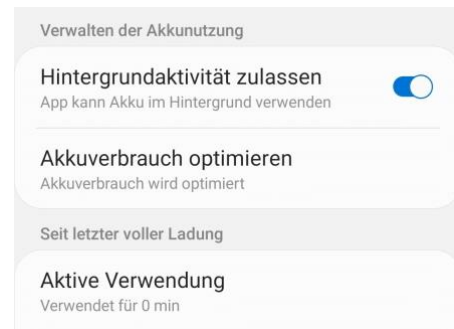 Verwalten der Akkunutzung
Hintergrundaktivität zulassen
App kann Akku im Hintergrund verwenden
Akkuverbrauch optimieren
Akkuverbrauch wird optimiert
Seit letzter voller Ladung
Aktive Verwendung
Verwendet für 0 min